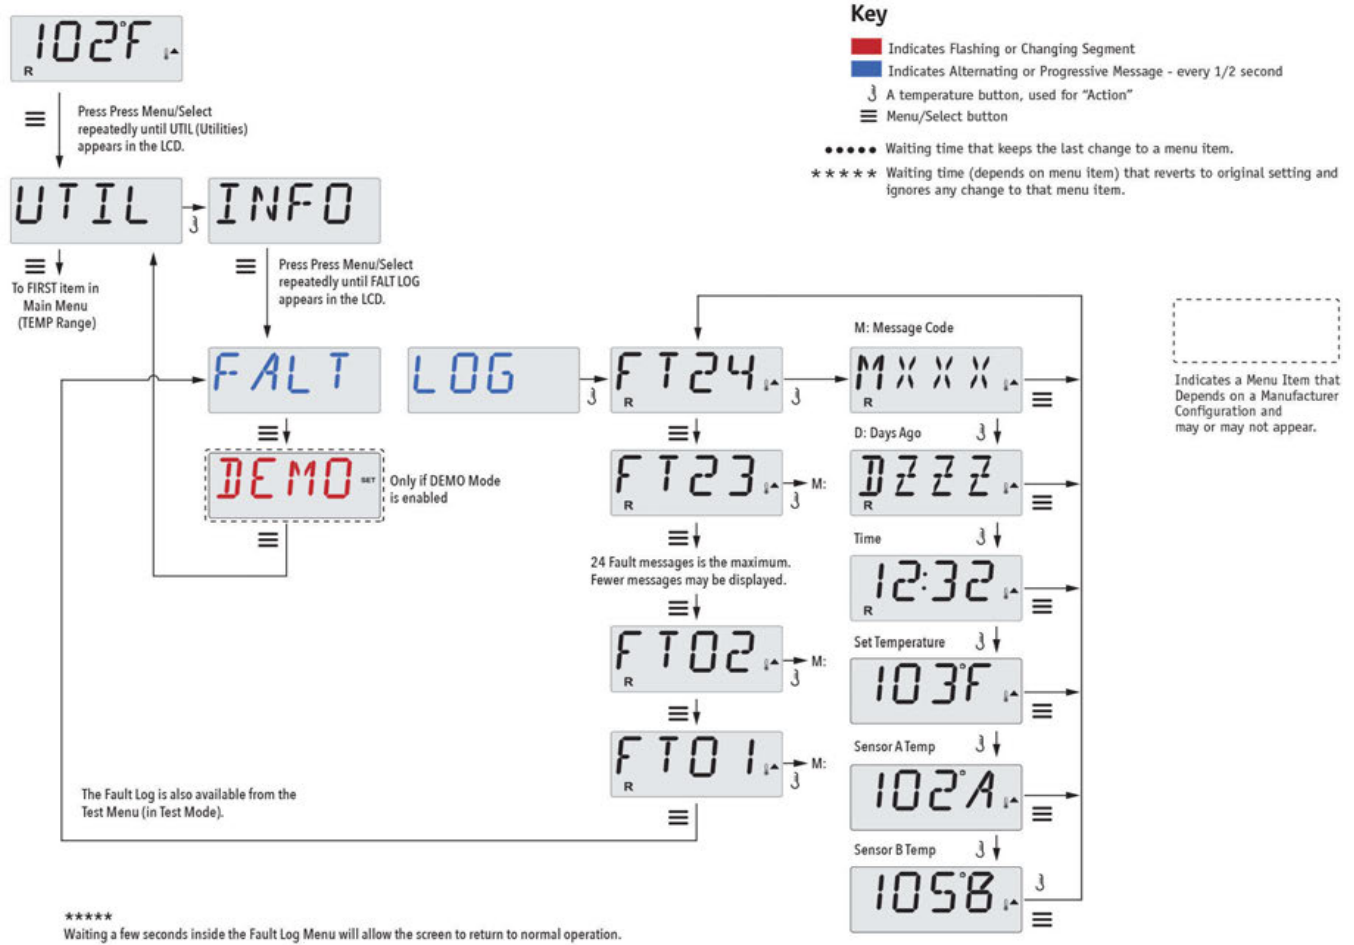 102°F
R
Press Press Menu/Select
repeatedly until UTIL (Utilities)
appears in the LCD.
Key
Indicates Flashing or Changing Segment
Indicates Alternating or Progressive Message - every 1/2 second
A temperature button, used for “Action”
Menu/Select button
••••• Waiting time that keeps the last change to a menu item.
***** Waiting time (depends on menu item) that reverts to original setting and
ignores any change to that menu item.
UTIL
INFO
To FIRST item in
Main Menu
(TEMP Range)
Press Press Menu/Select
repeatedly until FALT LOG
appears in the LCD.
FALT
LOG
DEMO
SET
Only if DEMO Mode
is enabled
FT24
R
FT23
R
M:
24 Fault messages is the maximum.
Fewer messages may be displayed.
FT02
R
M:
FT01
R
M:
M: Message Code
MXXX
R
D: Days Ago
DZZZ
R
Time
12:32
R
Set Temperature
103°F
Sensor A Temp
102°A
Sensor B Temp
105°B
Indicates a Menu Item that
Depends on a Manufacturer
Configuration and
may or may not appear.
The Fault Log is also available from the
Test Menu (in Test Mode).
*****
Waiting a few seconds inside the Fault Log Menu will allow the screen to return to normal operation.